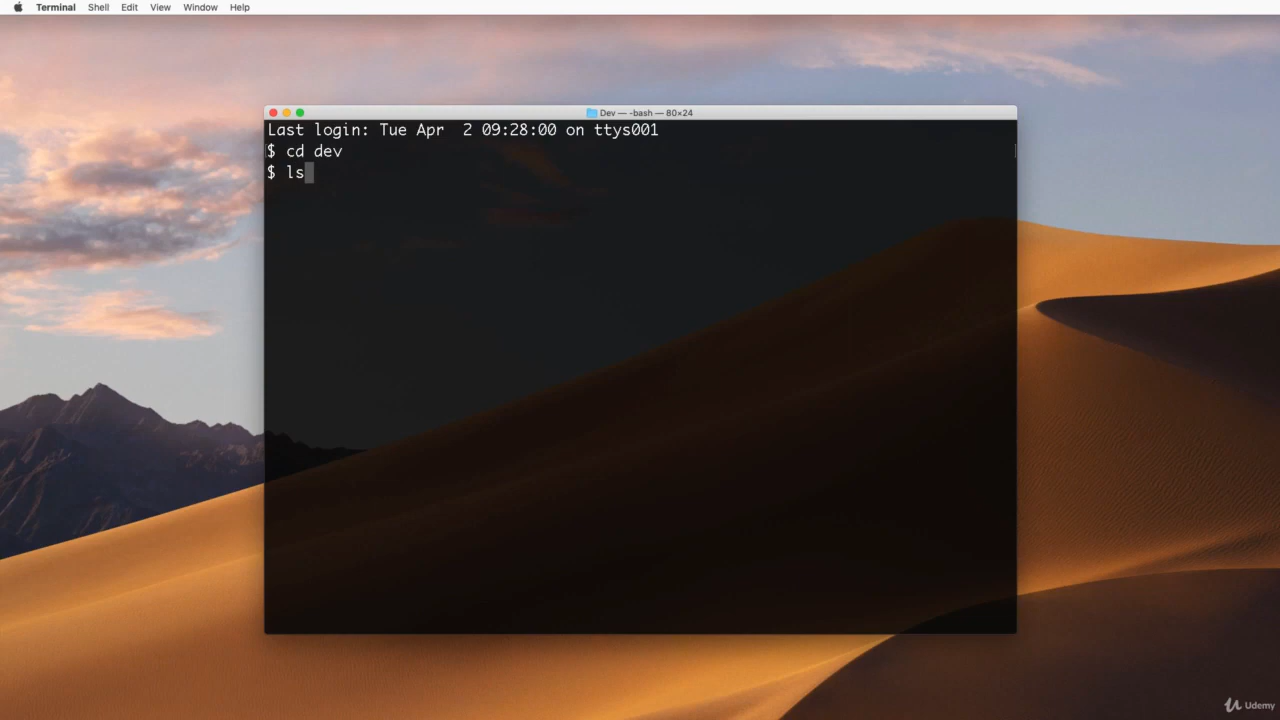 Terminal Shell Edit View Window Help
Dev — -bash — 80×24
Last login: Tue Apr  2 09:28:00 on ttys001
$ cd dev
$ ls
Udemy